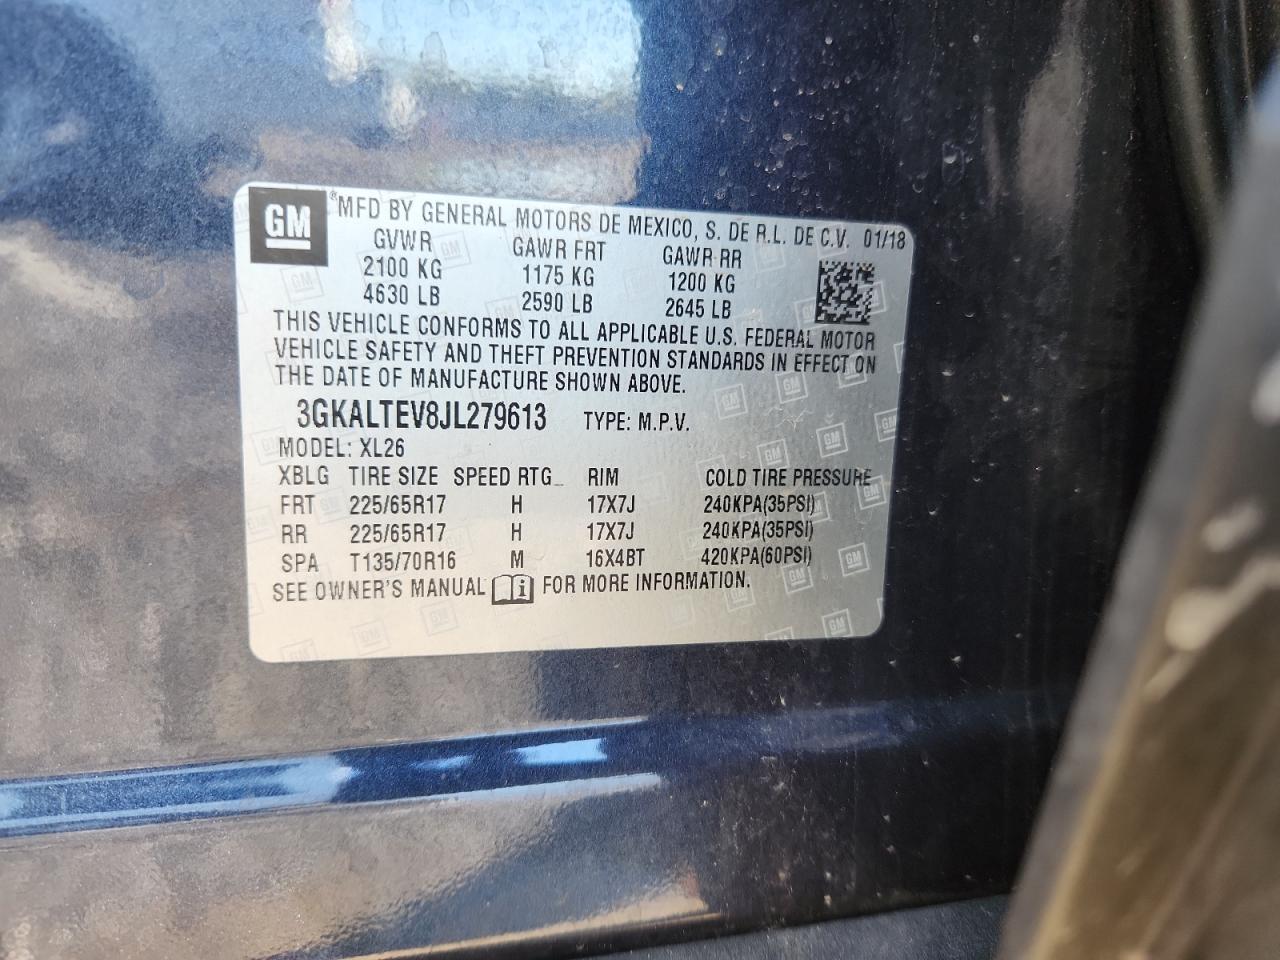 GM ® MFD BY GENERAL MOTORS DE MEXICO, S. DE R.L. DE C.V. 01/18
GVWR GAWR FRT GAWR RR
2100 KG 1175 KG 1200 KG
4630 LB 2590 LB 2645 LB
THIS VEHICLE CONFORMS TO ALL APPLICABLE U.S. FEDERAL MOTOR
VEHICLE SAFETY AND THEFT PREVENTION STANDARDS IN EFFECT ON
THE DATE OF MANUFACTURE SHOWN ABOVE.
3GKALTEV8JL279613 TYPE: M.P.V.
MODEL: XL26
XBLG TIRE SIZE SPEED RTG RIM COLD TIRE PRESSURE
FRT 225/65R17 H 17X7J 240KPA(35PSI)
RR 225/65R17 H 17X7J 240KPA(35PSI)
SPA T135/70R16 M 16X4BT 420KPA(60PSI)
SEE OWNER'S MANUAL i FOR MORE INFORMATION.